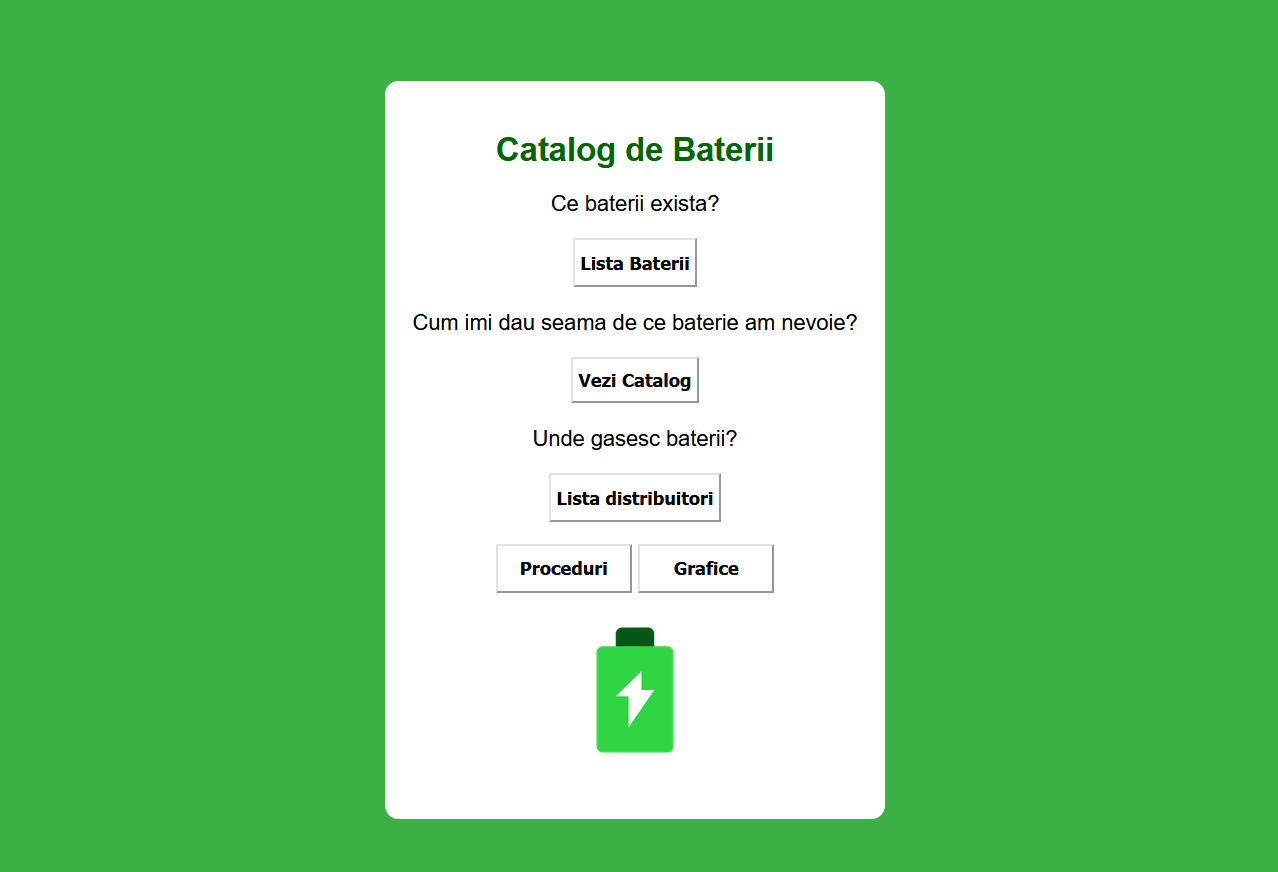 Catalog de Baterii
Ce baterii exista?
Lista Baterii
Cum imi dau seama de ce baterie am nevoie?
Vezi Catalog
Unde gasesc baterii?
Lista distribuitori
Proceduri Grafice